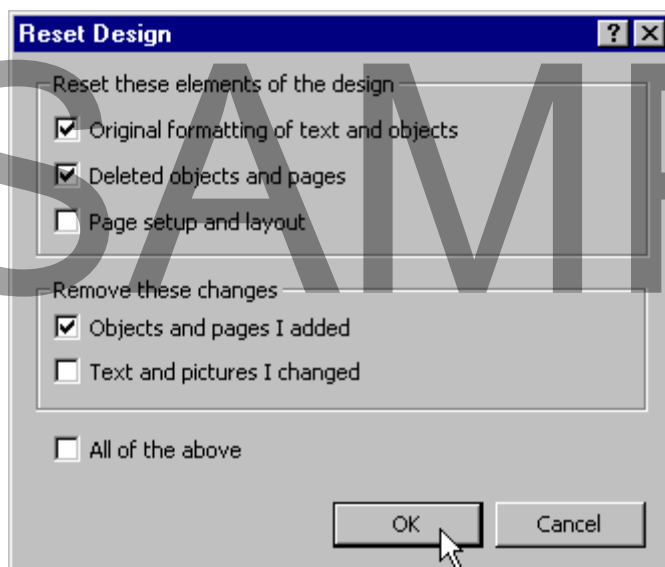 Reset Design
Reset these elements of the design
Original formatting of text and objects
Deleted objects and pages
Page setup and layout
Remove these changes
Objects and pages I added
Text and pictures I changed
All of the above
OK Cancel